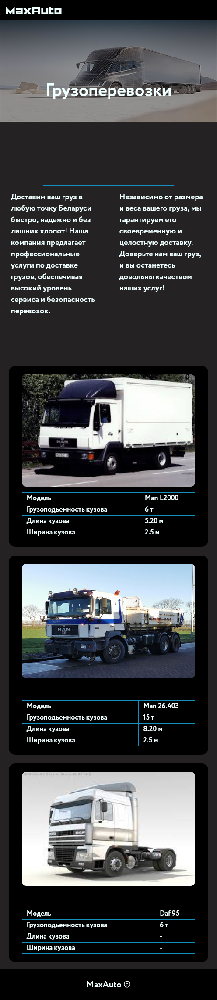 MaxAuto
Грузоперевозки
Доставим ваш груз в
любую точку Беларуси
быстро, надежно и без
лишних хлопот! Наша
компания предлагает
профессиональные
услуги по доставке
грузов, обеспечивая
высокий уровень
сервиса и безопасность
перевозок.
Независимо от размера
и веса вашего груза, мы
гарантируем его
своевременную и
целостную доставку.
Доверьте нам ваш груз,
и вы останетесь
довольны качеством
наших услуг!
MAN
Модель Man L2000
Грузоподъемность кузова 6 т
Длина кузова 5.20 м
Ширина кузова 2.5 м
MAN
Модель Man 26.403
Грузоподъемность кузова 15 т
Длина кузова 8.20 м
Ширина кузова 2.5 м
DAF
Модель Daf 95
Грузоподъемность кузова 6 т
Длина кузова -
Ширина кузова -
MaxAuto ©